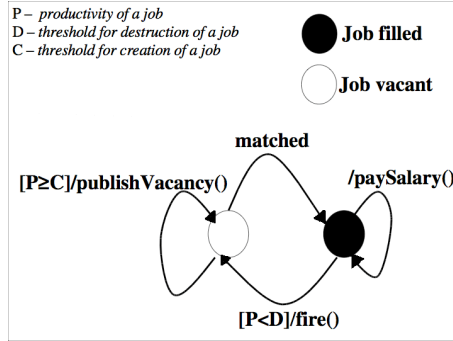 P – productivity of a job
D – threshold for destruction of a job
C – threshold for creation of a job
Job filled
Job vacant
matched
[P≥C]/publishVacancy()
/paySalary()
[P<D]/fire()